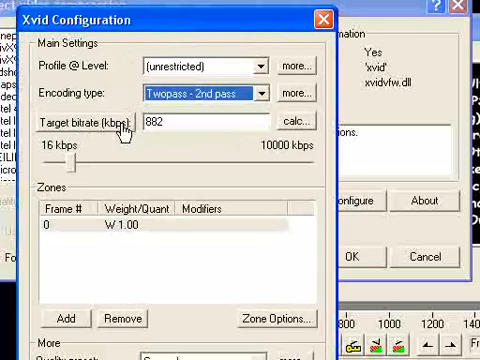 Xvid Configuration
Main Settings
Profile @ Level:
(unrestricted)
more...
Encoding type:
Twopass - 2nd pass
more...
Target bitrate (kbps):
882
calc...
16 kbps
10000 kbps
Zones
Frame #
Weight/Quant
Modifiers
0
W 1.00
Add
Remove
Zone Options...
More
Yes
'xvid'
xvidvfw.dll
About
OK
Cancel
800
1000
1200